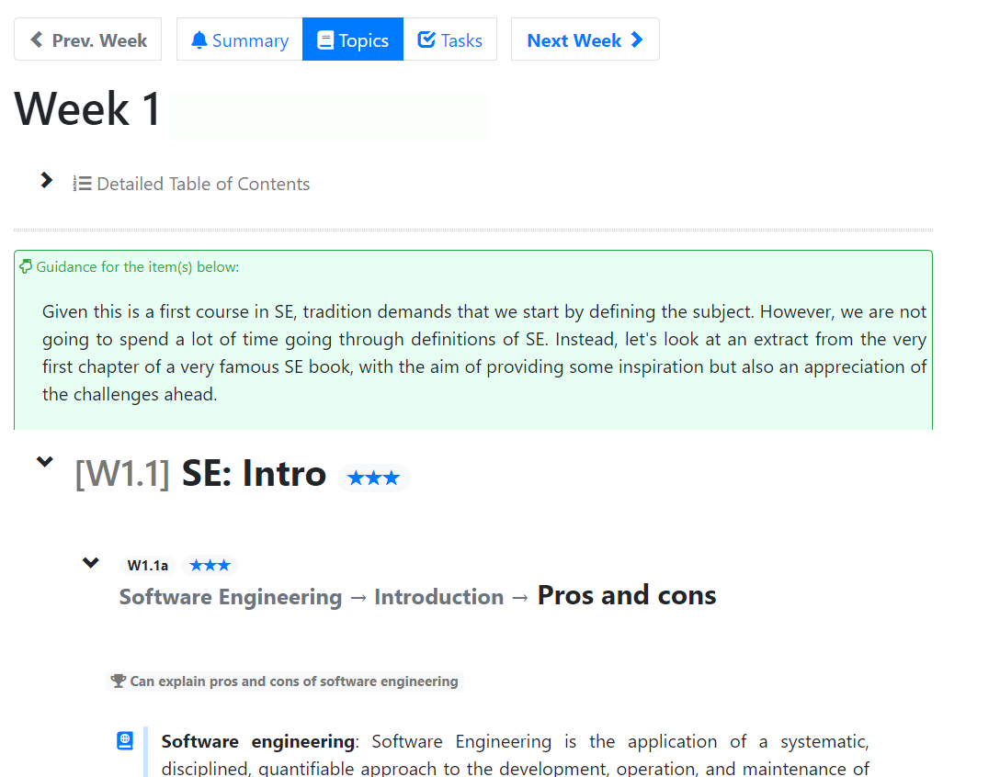 Prev. Week Summary Topics Tasks Next Week
Week 1
Detailed Table of Contents
Guidance for the item(s) below:
Given this is a first course in SE, tradition demands that we start by defining the subject. However, we are not
going to spend a lot of time going through definitions of SE. Instead, let's look at an extract from the very
first chapter of a very famous SE book, with the aim of providing some inspiration but also an appreciation of
the challenges ahead.
[W1.1] SE: Intro
W1.1a
Software Engineering → Introduction → Pros and cons
Can explain pros and cons of software engineering
Software engineering: Software Engineering is the application of a systematic,
disciplined, quantifiable approach to the development, operation, and maintenance of